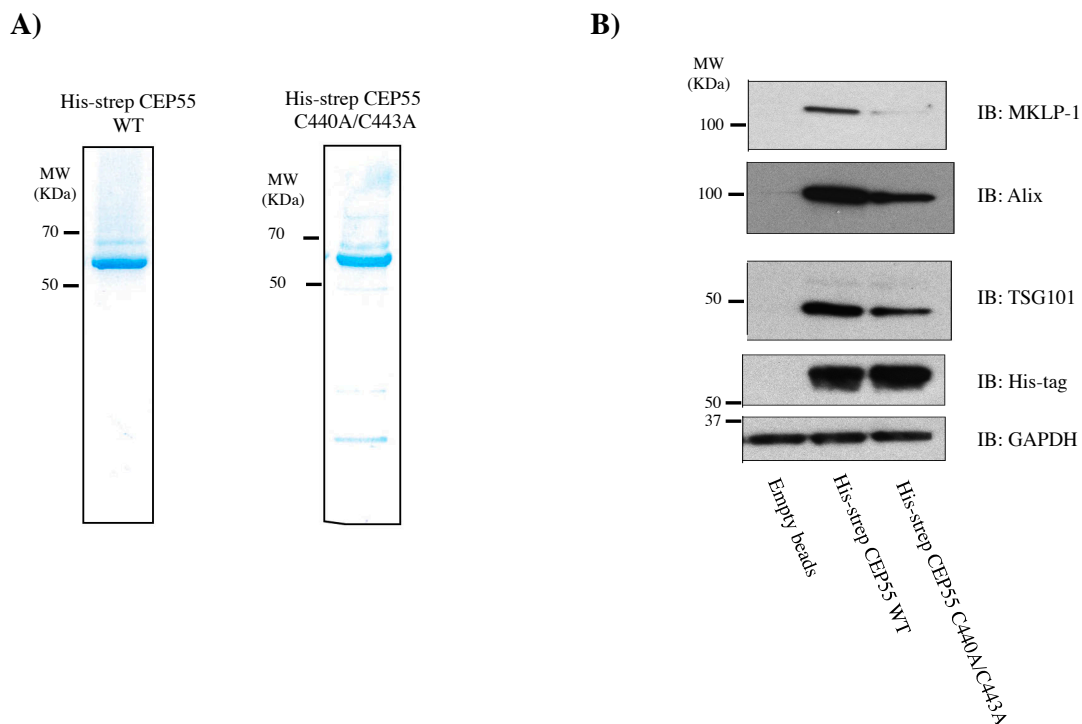 A)
His-strep CEP55
WT
MW
(KDa)
70
50
His-strep CEP55
C440A/C443A
MW
(KDa)
70
50
B)
MW
(KDa)
100
IB: MKLP-1
100
IB: Alix
50
IB: TSG101
50
IB: His-tag
37
IB: GAPDH
Empty beads
His-strep CEP55 WT
His-strep CEP55 C440A/C443A